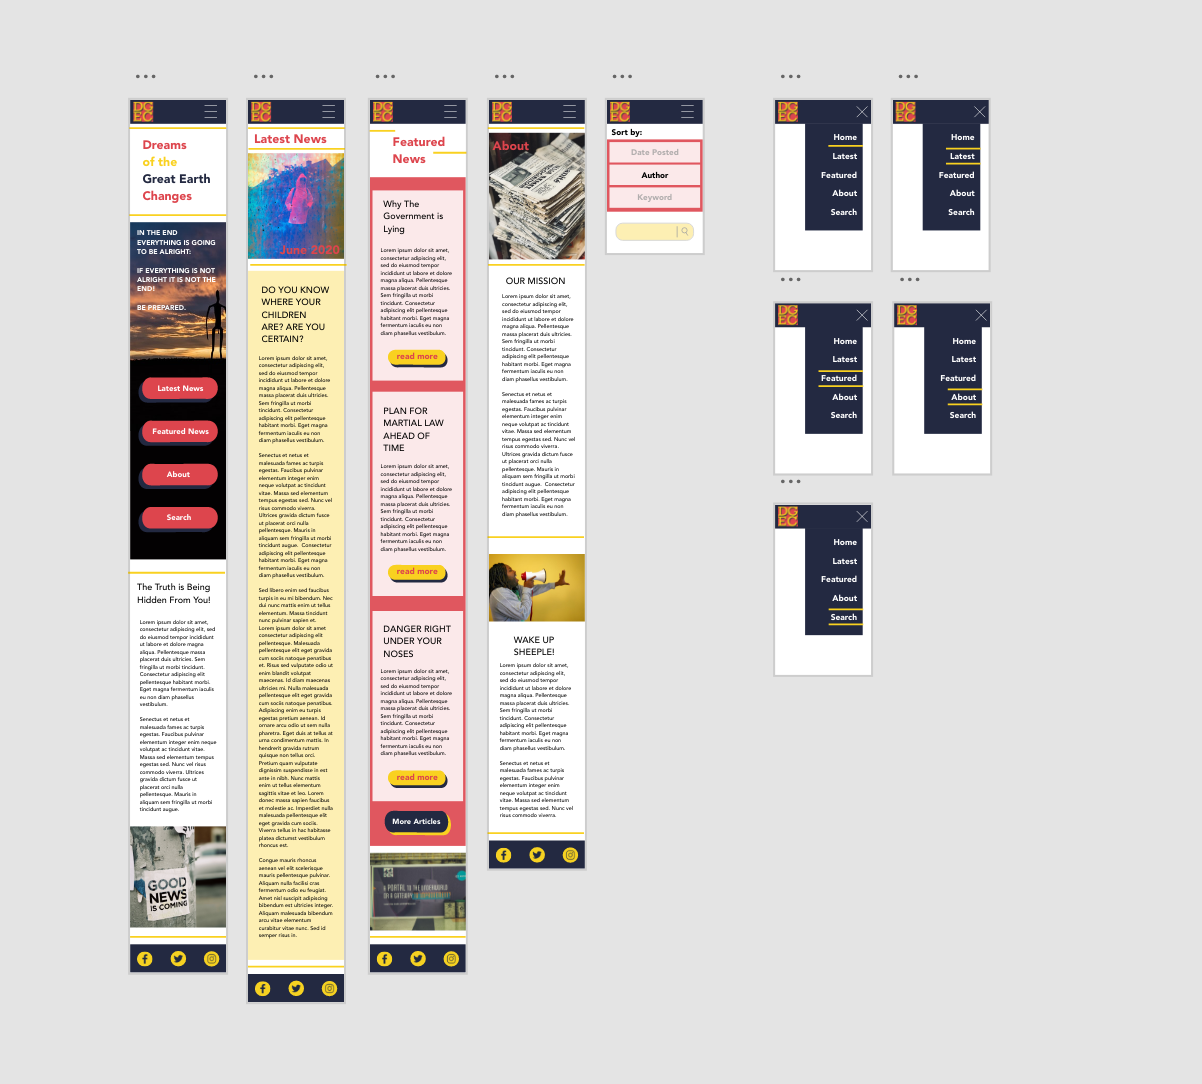 DG
EC
Dreams
of the
Great Earth
Changes
IN THE END
EVERYTHING IS GOING
TO BE ALRIGHT:
IF EVERYTHING IS NOT
ALRIGHT IT IS NOT THE
END!
BE PREPARED.
Latest News
Featured News
About
Search
The Truth is Being
Hidden From You!
Lorem ipsum dolor sit amet,
consectetur adipiscing elit, sed
do eiusmod tempor incididunt
ut labore et dolore magna
aliqua. Pellentesque massa
placerat duis ultricies. Sem
fringilla ut morbi tincidunt.
Consectetur adipiscing elit
pellentesque habitant morbi.
Eget magna fermentum iaculis
eu non diam phasellus
vestibulum.
Senectus et netus et
malesuada fames ac turpis
egestas. Faucibus pulvinar
elementum integer enim neque
volutpat ac tincidunt vitae.
Massa sed elementum tempus
egestas sed. Nunc vel risus
commodo viverra. Ultrices
gravida dictum fusce ut
placerat orci nulla
pellentesque. Mauris in
aliquam sem fringilla ut morbi
tincidunt augue.
GOOD
NEWS
IS COMING
DG
EC
Latest News
June 2020
DO YOU KNOW
WHERE YOUR
CHILDREN
ARE? ARE YOU
CERTAIN?
Lorem ipsum dolor sit amet,
consectetur adipiscing elit,
sed do eiusmod tempor
incididunt ut labore et dolore
magna aliqua. Pellentesque
massa placerat duis ultricies.
Sem fringilla ut morbi
tincidunt. Consectetur
adipiscing elit pellentesque
habitant morbi. Eget magna
fermentum iaculis eu non
diam phasellus vestibulum.
Senectus et netus et
malesuada fames ac turpis
egestas. Faucibus pulvinar
elementum integer enim
neque volutpat ac tincidunt
vitae. Massa sed elementum
tempus egestas sed. Nunc vel
risus commodo viverra.
Ultrices gravida dictum fusce
ut placerat orci nulla
pellentesque. Mauris in
aliquam sem fringilla ut morbi
tincidunt augue. Consectetur
adipiscing elit pellentesque
habitant morbi. Eget magna
fermentum iaculis eu non
diam phasellus vestibulum.
Sed libero enim sed faucibus
turpis in eu mi bibendum. Nec
dui nunc mattis enim ut tellus
elementum. Massa tincidunt
nunc pulvinar sapien et.
Lorem ipsum dolor sit amet,
consectetur adipiscing
elit pellentesque. Malesuada
pellentesque elit eget gravida
cum sociis natoque penatibus
et. Risus sed vulputate odio ut
enim blandit volutpat
maecenas. Id diam maecenas
ultricies mi. Nulla malesuada
pellentesque elit eget gravida
cum sociis natoque penatibus.
Adipiscing enim eu turpis
egestas pretium aenean. Id
ornare arcu odio ut sem nulla
pharetra. Eget duis at tellus at
urna condimentum mattis. In
hendrerit gravida rutrum
quisque non tellus orci.
Pretium quam vulputate
dignissim suspendisse in est
ante in nibh. Nunc mattis
enim ut tellus elementum
sagittis vitae et leo. Lorem
donec massa sapien faucibus
et molestie ac. Imperdiet nulla
malesuada pellentesque elit
eget gravida cum sociis.
Viverra tellus in hac habitasse
platea dictumst vestibulum
rhoncus est.
Congue mauris rhoncus
aenean vel elit scelerisque
mauris pellentesque pulvinar.
Aliquam nulla facilisi cras
fermentum odio eu feugiat.
Amet nisl suscipit adipiscing
bibendum est ultricies integer.
Aliquam malesuada bibendum
arcu vitae elementum
curabitur vitae nunc. Sed id
semper risus in.
DG
EC
Featured
News
Why The
Government is
Lying
Lorem ipsum dolor sit amet,
consectetur adipiscing elit,
sed do eiusmod tempor
incididunt ut labore et dolore
magna aliqua. Pellentesque
massa placerat duis ultricies.
Sem fringilla ut morbi
tincidunt. Consectetur
adipiscing elit pellentesque
habitant morbi. Eget magna
fermentum iaculis eu non
diam phasellus vestibulum.
read more
PLAN FOR
MARTIAL LAW
AHEAD OF
TIME
Lorem ipsum dolor sit amet,
consectetur adipiscing elit,
sed do eiusmod tempor
incididunt ut labore et dolore
magna aliqua. Pellentesque
massa placerat duis ultricies.
Sem fringilla ut morbi
tincidunt. Consectetur
adipiscing elit pellentesque
habitant morbi. Eget magna
fermentum iaculis eu non
diam phasellus vestibulum.
read more
DANGER RIGHT
UNDER YOUR
NOSES
Lorem ipsum dolor sit amet,
consectetur adipiscing elit,
sed do eiusmod tempor
incididunt ut labore et dolore
magna aliqua. Pellentesque
massa placerat duis ultricies.
Sem fringilla ut morbi
tincidunt. Consectetur
adipiscing elit pellentesque
habitant morbi. Eget magna
fermentum iaculis eu non
diam phasellus vestibulum.
read more
More Articles
A PORTAL TO THE
OR A GATEWAY TO
DG
EC
About
OUR MISSION
Lorem ipsum dolor sit amet,
consectetur adipiscing elit,
sed do eiusmod tempor
incididunt ut labore et dolore
magna aliqua. Pellentesque
massa placerat duis ultricies.
Sem fringilla ut morbi
tincidunt. Consectetur
adipiscing elit pellentesque
habitant morbi. Eget magna
fermentum iaculis eu non
diam phasellus vestibulum.
Senectus et netus et
malesuada fames ac turpis
egestas. Faucibus pulvinar
elementum integer enim
neque volutpat ac tincidunt
vitae. Massa sed elementum
tempus egestas sed. Nunc vel
risus commodo viverra.
Ultrices gravida dictum fusce
ut placerat orci nulla
pellentesque. Mauris in
aliquam sem fringilla ut morbi
tincidunt augue. Consectetur
adipiscing elit pellentesque
habitant morbi. Eget magna
fermentum iaculis eu non
diam phasellus vestibulum.
WAKE UP
SHEEPLE!
Lorem ipsum dolor sit amet,
consectetur adipiscing elit,
sed do eiusmod tempor
incididunt ut labore et dolore
magna aliqua. Pellentesque
massa placerat duis ultricies.
Sem fringilla ut morbi
tincidunt. Consectetur
adipiscing elit pellentesque
habitant morbi. Eget magna
fermentum iaculis eu non
diam phasellus vestibulum.
Senectus et netus et
malesuada fames ac turpis
egestas. Faucibus pulvinar
elementum integer enim
neque volutpat ac tincidunt
vitae. Massa sed elementum
tempus egestas sed. Nunc vel
risus commodo viverra.
DG
EC
Sort by:
Date Posted
Author
Keyword
DG
EC
Home
Latest
Featured
About
Search
DG
EC
Home
Latest
Featured
About
Search
DG
EC
Home
Latest
Featured
About
Search
DG
EC
Home
Latest
Featured
About
Search
DG
EC
Home
Latest
Featured
About
Search